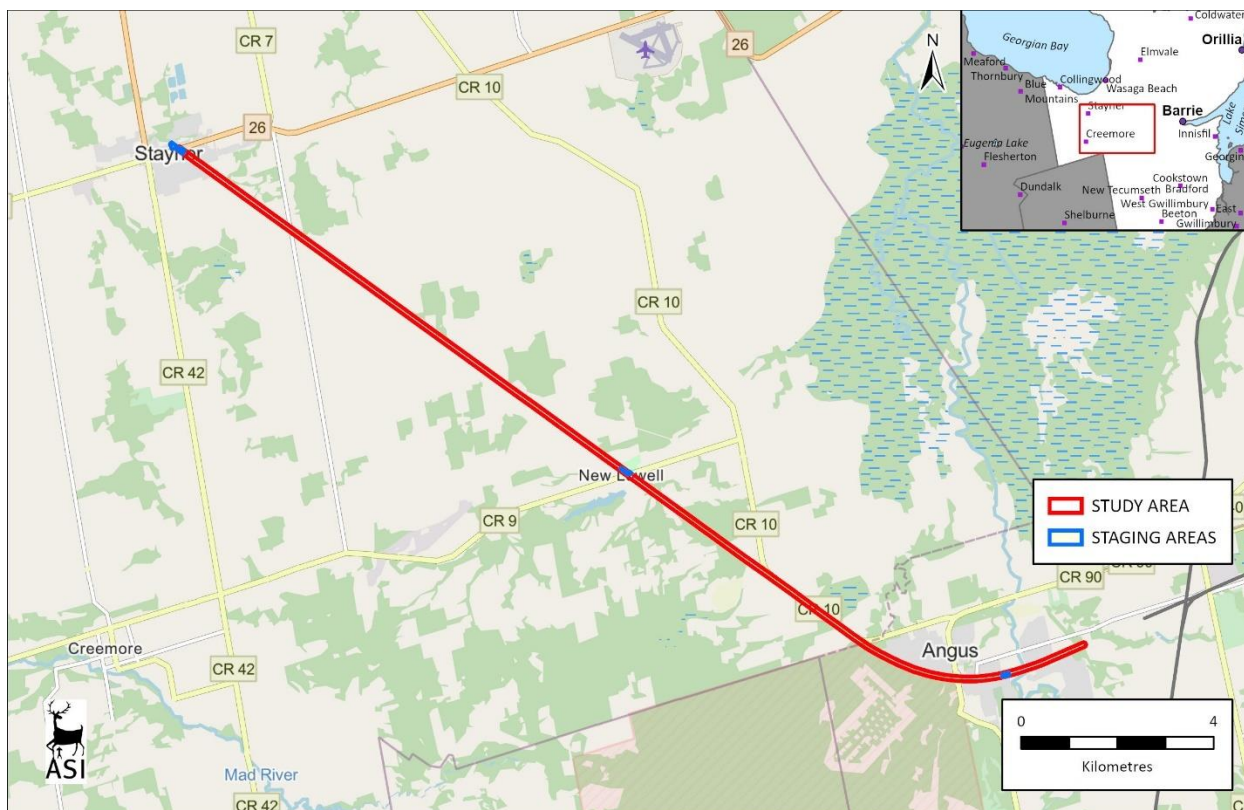 CR 7
26
CR 10
26
N
Stayner
CR 42
CR 10
New Lowell
CR 9
CR 10
CR 10
CR 90
Angus
Creemore
CR 42
Mad River
CR 42
ASI
Coldwater
Georgian Bay
Orillia
Elmvale
Meaford
Thornbury
Collingwood
Blue
Mountains
Wasaga Beach
Stayner
Barrie
Creemore
Innisfil
Lake
Eugenia Lake
Flesherton
Cookstown
Bradford
New Tecumseth
West Gwillimbury
Dundalk
Beeton
East
Gwillimbury
Shelburne
STUDY AREA
STAGING AREAS
0 4
Kilometres